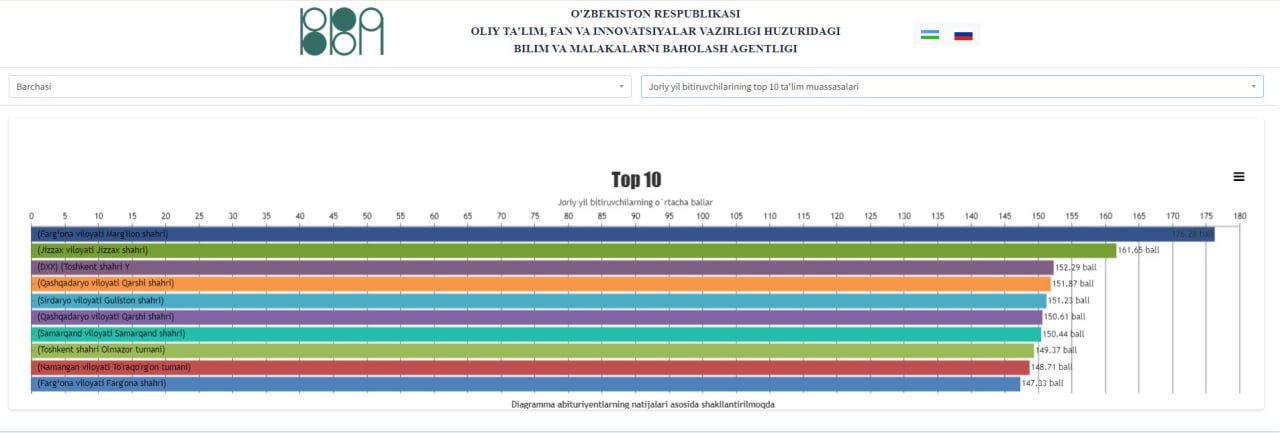 O'ZBEKISTON RESPUBLIKASI
OLIY TA'LIM, FAN VA INNOVATSIYALAR VAZIRLIGI HUZURIDAGI
BILIM VA MALAKALARNI BAHOLASH AGENTLIGI
Barchasi
Joriy yil bitiruvchilarining top 10 ta'lim muassasalari
Top 10
Joriy yil bitiruvchilarning o`rtacha ballar
0 5 10 15 20 25 30 35 40 45 50 55 60 65 70 75 80 85 90 95 100 105 110 115 120 125 130 135 140 145 150 155 160 165 170 175 180
(Farg'ona viloyati Marg'ilon shahri) 176.28 ball
(Jizzax viloyati Jizzax shahri) 161.65 ball
(DXX) (Toshkent shahri Y 152.29 ball
(Qashqadaryo viloyati Qarshi shahri) 151.87 ball
(Sirdaryo viloyati Guliston shahri) 151.23 ball
(Qashqadaryo viloyati Qarshi shahri) 150.61 ball
(Samarqand viloyati Samarqand shahri) 150.44 ball
(Toshkent shahri Olmazor tumani) 149.37 ball
(Namangan viloyati To'raqo'rg'on tumani) 148.71 ball
(Farg'ona viloyati Farg'ona shahri) 147.33 ball
Diagramma abituriyentlarning natijalari asosida shakllantirilmoqda